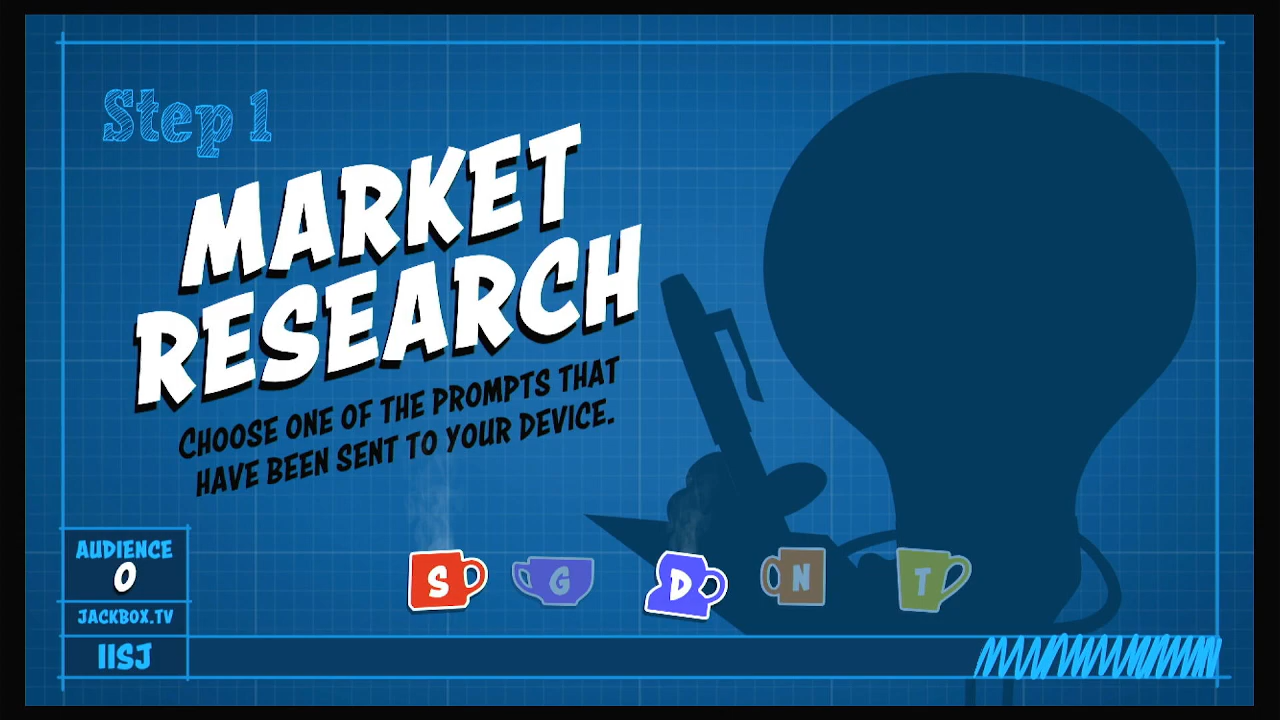 Step 1
MARKET
RESEARCH
CHOOSE ONE OF THE PROMPTS THAT
HAVE BEEN SENT TO YOUR DEVICE.
AUDIENCE
0
JACKBOX.TV
IISJ
S G D N T